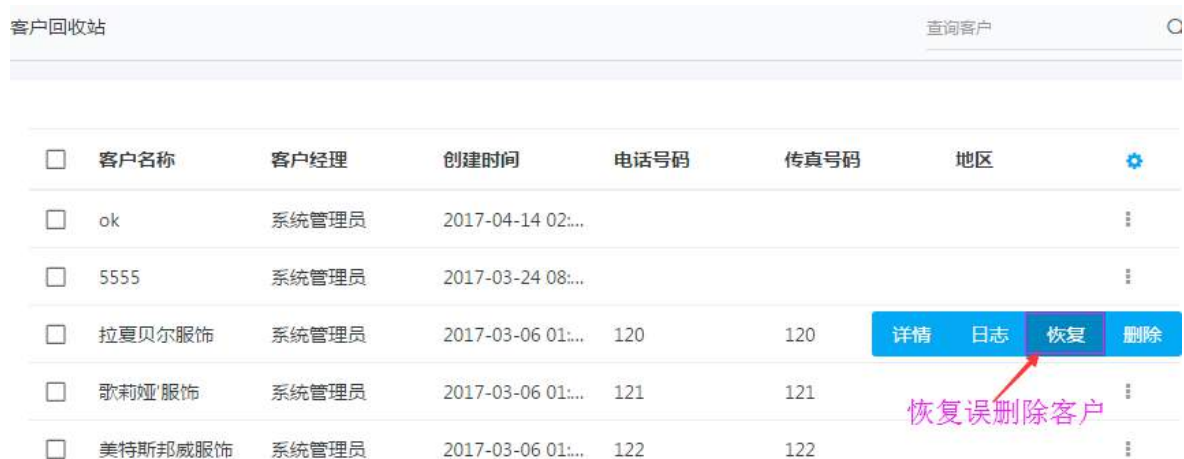 客户回收站 查询客户
客户名称 客户经理 创建时间 电话号码 传真号码 地区
ok 系统管理员 2017-04-14 02:...
5555 系统管理员 2017-03-24 08:...
拉夏贝尔服饰 系统管理员 2017-03-06 01:... 120 120 详情 日志 恢复 删除
歌莉娅'服饰 系统管理员 2017-03-06 01:... 121 121
恢复误删除客户
美特斯邦威服饰 系统管理员 2017-03-06 01:... 122 122